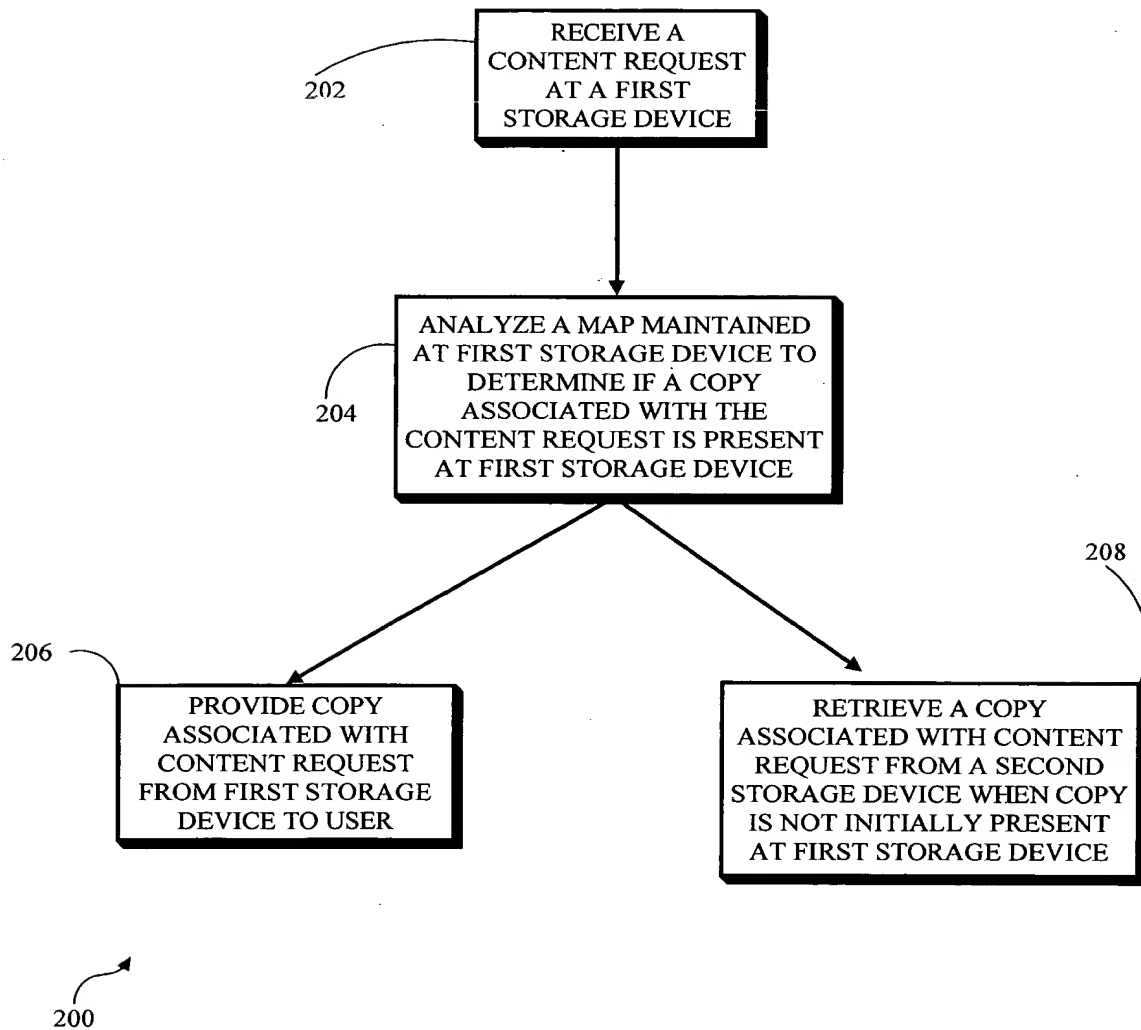 RECEIVE A
CONTENT REQUEST
AT A FIRST
STORAGE DEVICE
202
ANALYZE A MAP MAINTAINED
AT FIRST STORAGE DEVICE TO
DETERMINE IF A COPY
ASSOCIATED WITH THE
CONTENT REQUEST IS PRESENT
AT FIRST STORAGE DEVICE
204
206
PROVIDE COPY
ASSOCIATED WITH
CONTENT REQUEST
FROM FIRST STORAGE
DEVICE TO USER
208
RETRIEVE A COPY
ASSOCIATED WITH CONTENT
REQUEST FROM A SECOND
STORAGE DEVICE WHEN COPY
IS NOT INITIALLY PRESENT
AT FIRST STORAGE DEVICE
200